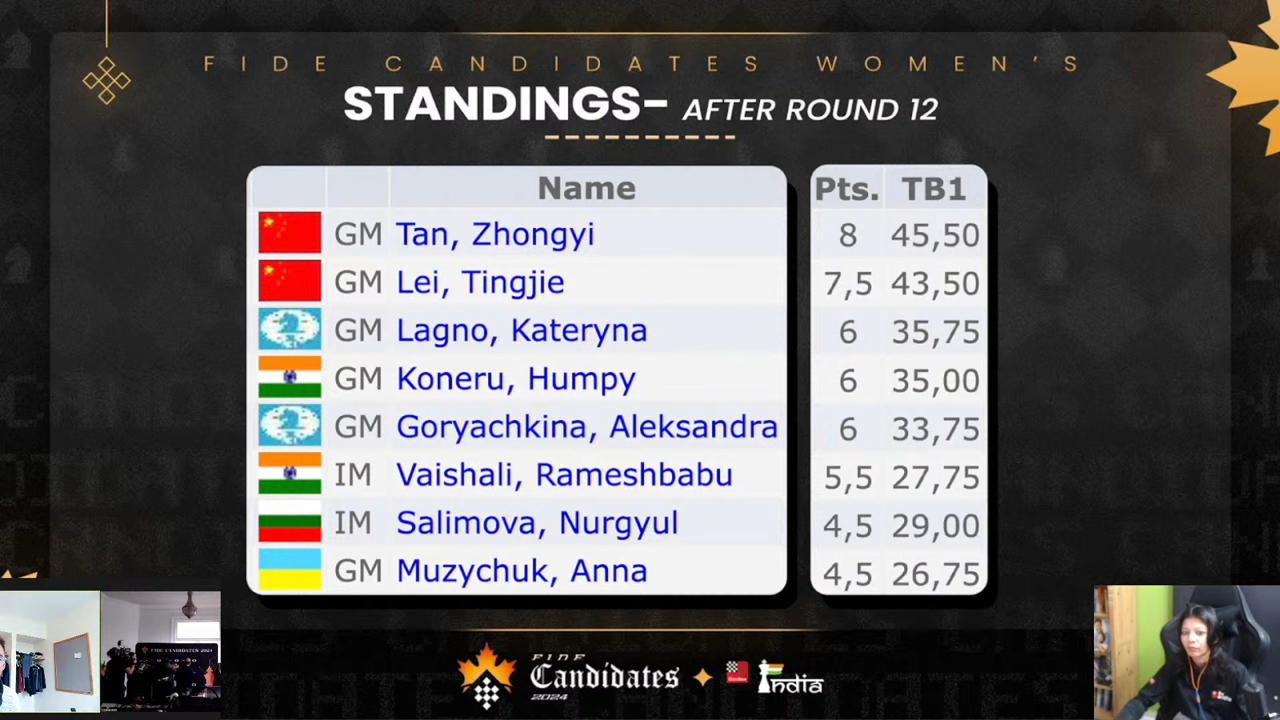 FIDE CANDIDATES WOMEN'S
STANDINGS- AFTER ROUND 12
Name Pts. TB1
GM Tan, Zhongyi 8 45,50
GM Lei, Tingjie 7,5 43,50
GM Lagno, Kateryna 6 35,75
GM Koneru, Humpy 6 35,00
GM Goryachkina, Aleksandra 6 33,75
IM Vaishali, Rameshbabu 5,5 27,75
IM Salimova, Nurgyul 4,5 29,00
GM Muzychuk, Anna 4,5 26,75
FIDE CANDIDATES 2024
FIDE
Candidates
2024
India